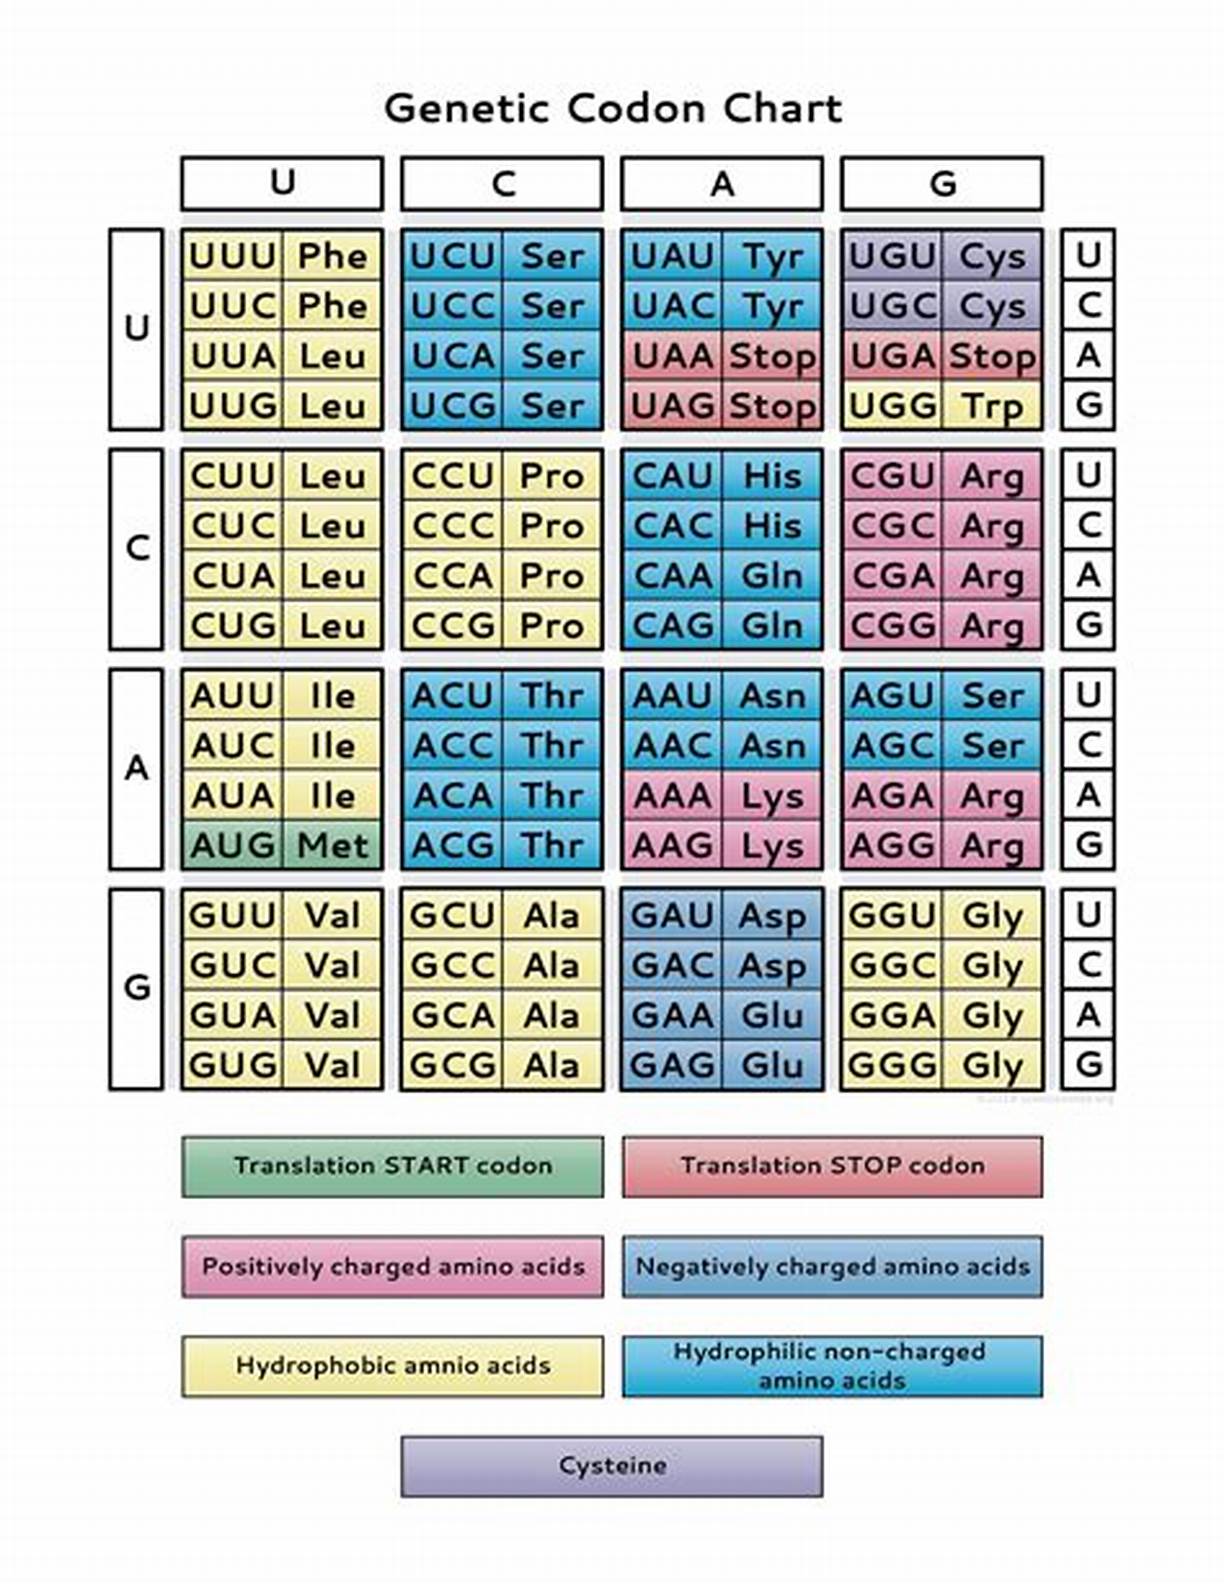 Genetic Codon Chart
U C A G
U
UUU Phe UCU Ser UAU Tyr UGU Cys U
UUC Phe UCC Ser UAC Tyr UGC Cys C
UUA Leu UCA Ser UAA Stop UGA Stop A
UUG Leu UCG Ser UAG Stop UGG Trp G
C
CUU Leu CCU Pro CAU His CGU Arg U
CUC Leu CCC Pro CAC His CGC Arg C
CUA Leu CCA Pro CAA Gln CGA Arg A
CUG Leu CCG Pro CAG Gln CGG Arg G
A
AUU Ile ACU Thr AAU Asn AGU Ser U
AUC Ile ACC Thr AAC Asn AGC Ser C
AUA Ile ACA Thr AAA Lys AGA Arg A
AUG Met ACG Thr AAG Lys AGG Arg G
G
GUU Val GCU Ala GAU Asp GGU Gly U
GUC Val GCC Ala GAC Asp GGC Gly C
GUA Val GCA Ala GAA Glu GGA Gly A
GUG Val GCG Ala GAG Glu GGG Gly G
Translation START codon
Translation STOP codon
Positively charged amino acids
Negatively charged amino acids
Hydrophobic amnio acids
Hydrophilic non-charged
amino acids
Cysteine